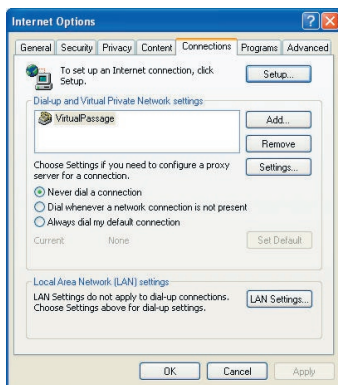 Internet Options
General Security Privacy Content Connections Programs Advanced
To set up an Internet connection, click
Setup.
Setup...
Dial-up and Virtual Private Network settings
VirtualPassage
Add...
Remove
Choose Settings if you need to configure a proxy
server for a connection.
Settings...
Never dial a connection
Dial whenever a network connection is not present
Always dial my default connection
Current None
Set Default
Local Area Network (LAN) settings
LAN Settings do not apply to dial-up connections.
Choose Settings above for dial-up settings.
LAN Settings...
OK Cancel Apply